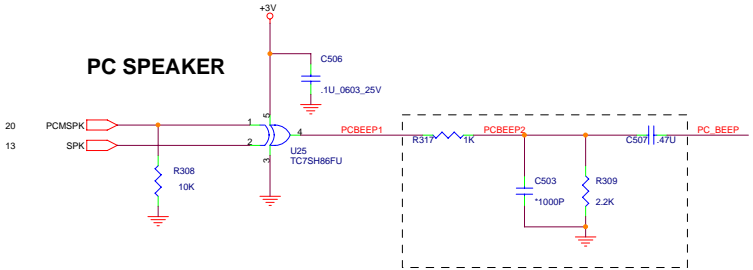 +3V
PC SPEAKER
C506
.1U_0603_25V
20 PCMSPK 1 5 4 PCBEEP1 R317 1K PCBEEP2 C507 .47U PC_BEEP
13 SPK 2 3
U25
TC7SH86FU
R308
10K
C503
*1000P
R309
2.2K